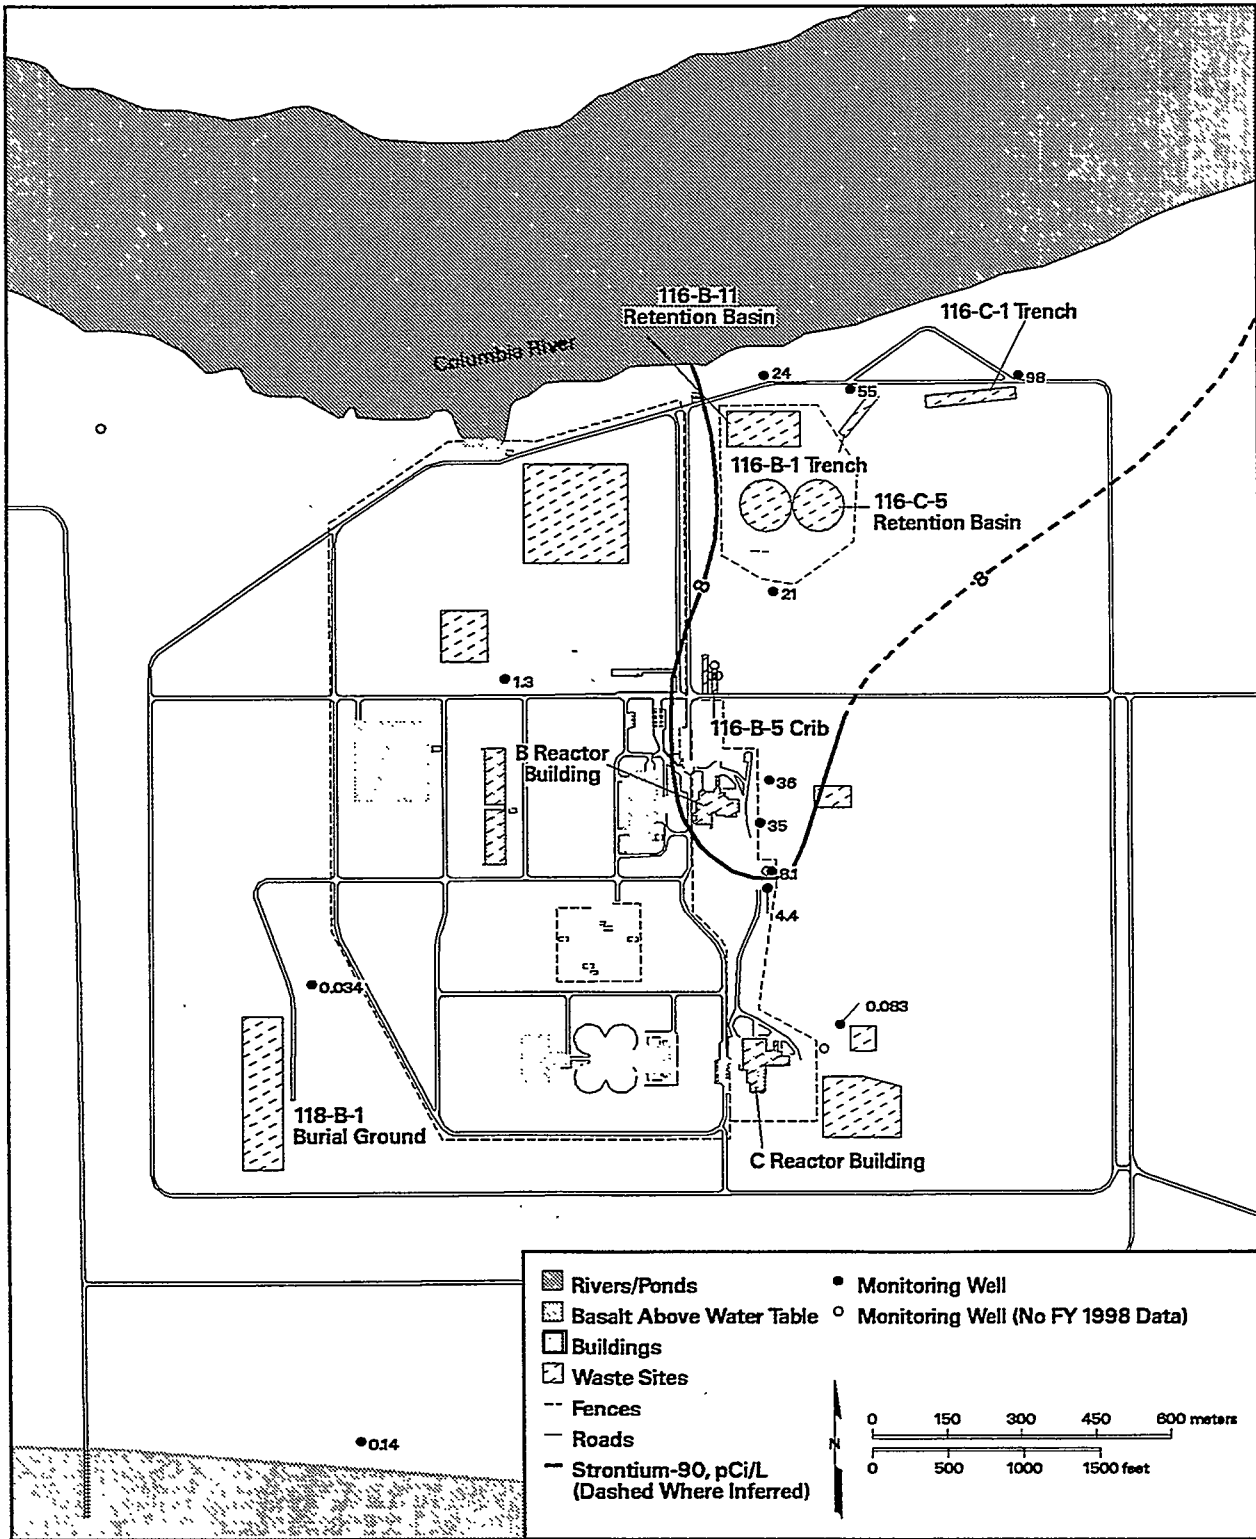 116-B-11
Retention Basin
116-C-1 Trench
Columbia River
24
98
55
116-B-1 Trench
116-C-5
Retention Basin
8
8
21
1.3
116-B-5 Crib
B Reactor
Building
36
35
8.1
4.4
0.034
0.083
118-B-1
Burial Ground
C Reactor Building
Rivers/Ponds
Basalt Above Water Table
Buildings
Waste Sites
Fences
Roads
Strontium-90, pCi/L
(Dashed Where Inferred)
Monitoring Well
Monitoring Well (No FY 1998 Data)
N
0 150 300 450 600 meters
0 500 1000 1500 feet
0.14